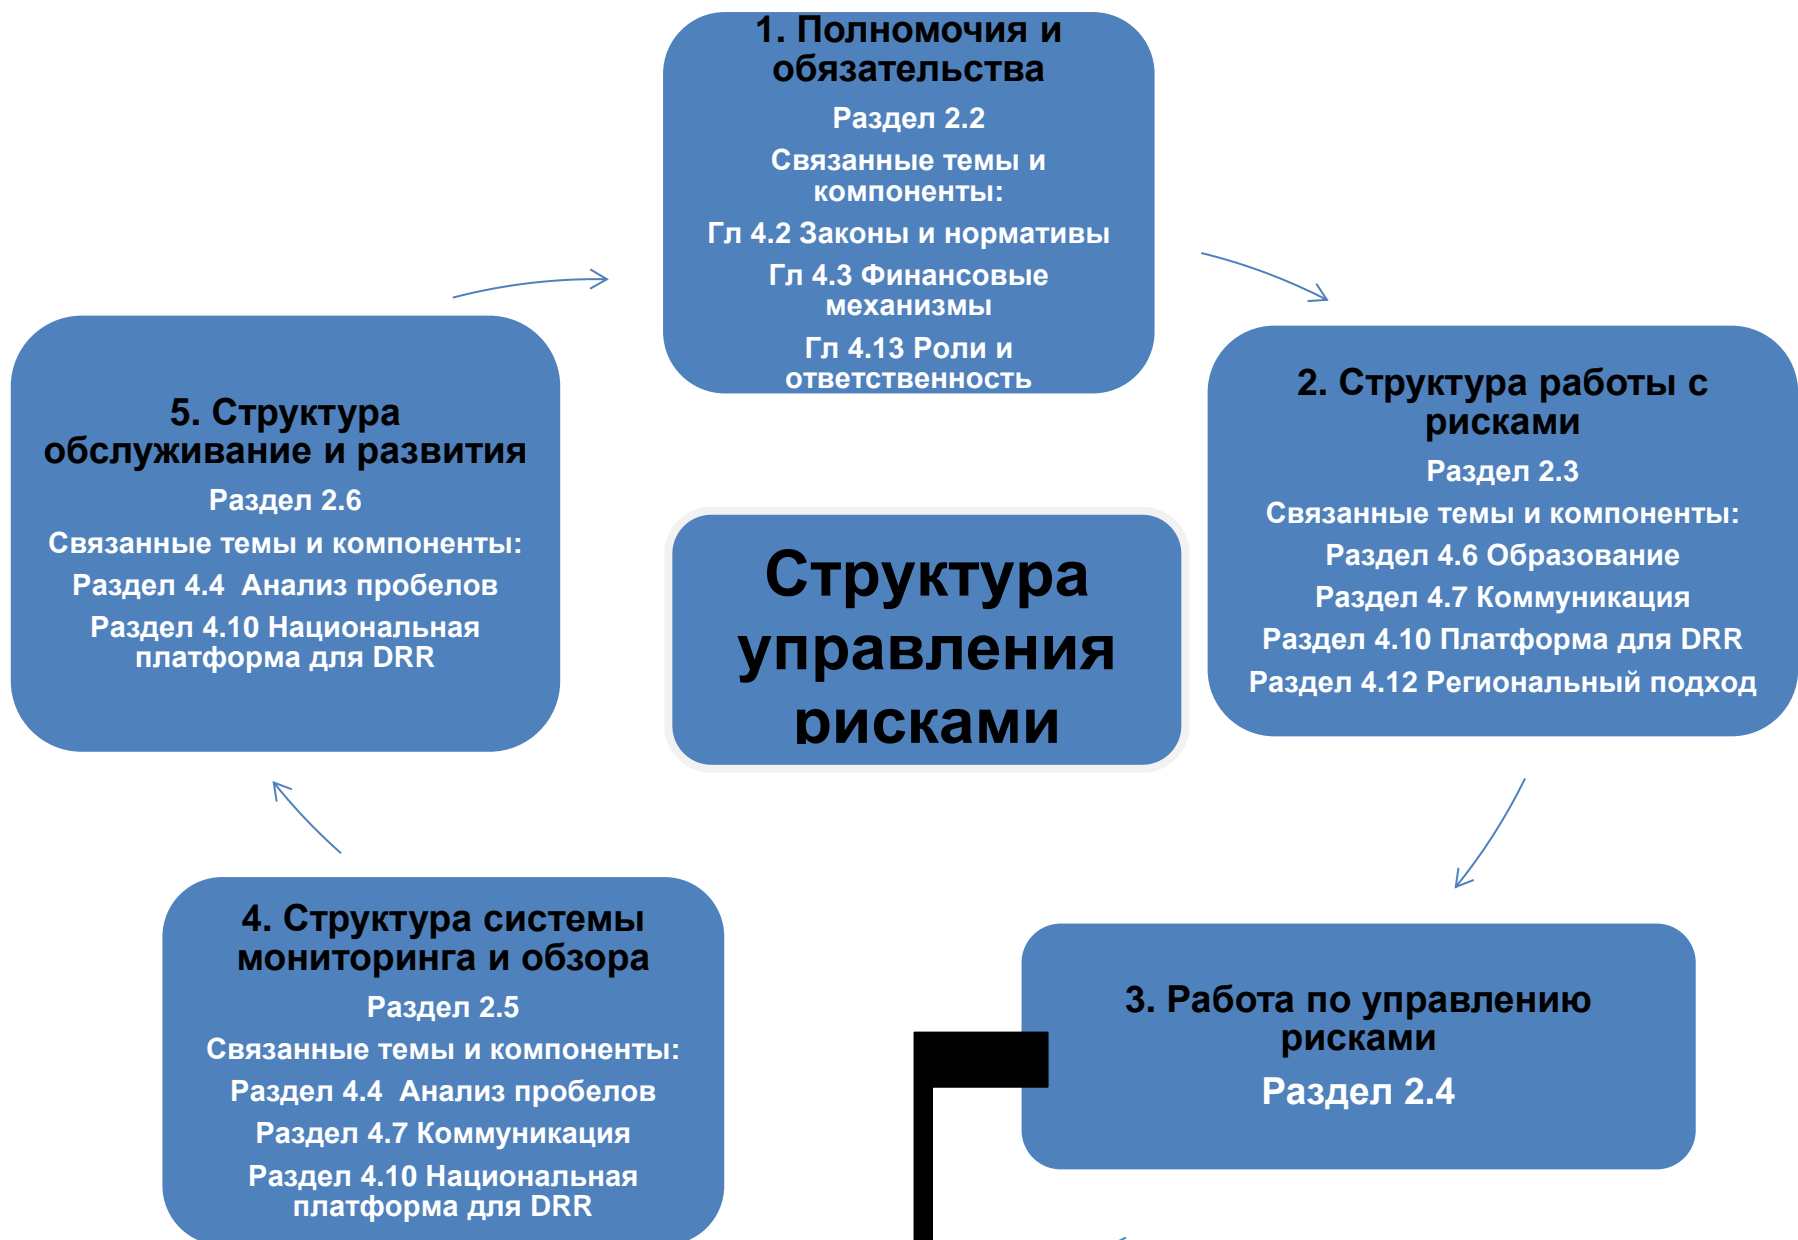 1. Полномочия и
обязательства
Раздел 2.2
Связанные темы и
компоненты:
Гл 4.2 Законы и нормативы
Гл 4.3 Финансовые
механизмы
Гл 4.13 Роли и
ответственность
2. Структура работы с
рисками
Раздел 2.3
Связанные темы и компоненты:
Раздел 4.6 Образование
Раздел 4.7 Коммуникация
Раздел 4.10 Платформа для DRR
Раздел 4.12 Региональный подход
5. Структура
обслуживание и развития
Раздел 2.6
Связанные темы и компоненты:
Раздел 4.4 Анализ пробелов
Раздел 4.10 Национальная
платформа для DRR
Структура
управления
рисками
4. Структура системы
мониторинга и обзора
Раздел 2.5
Связанные темы и компоненты:
Раздел 4.4 Анализ пробелов
Раздел 4.7 Коммуникация
Раздел 4.10 Национальная
платформа для DRR
3. Работа по управлению
рисками
Раздел 2.4